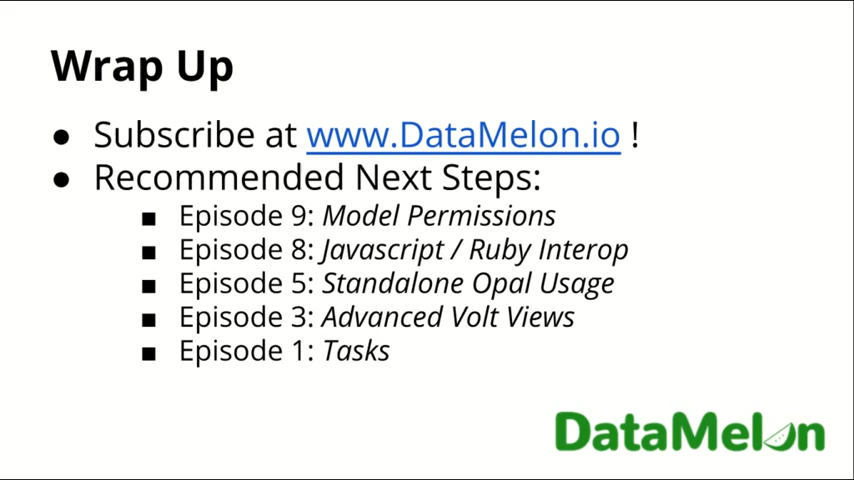 Wrap Up
● Subscribe at www.DataMelon.io !
● Recommended Next Steps:
■ Episode 9: Model Permissions
■ Episode 8: Javascript / Ruby Interop
■ Episode 5: Standalone Opal Usage
■ Episode 3: Advanced Volt Views
■ Episode 1: Tasks
DataMelon